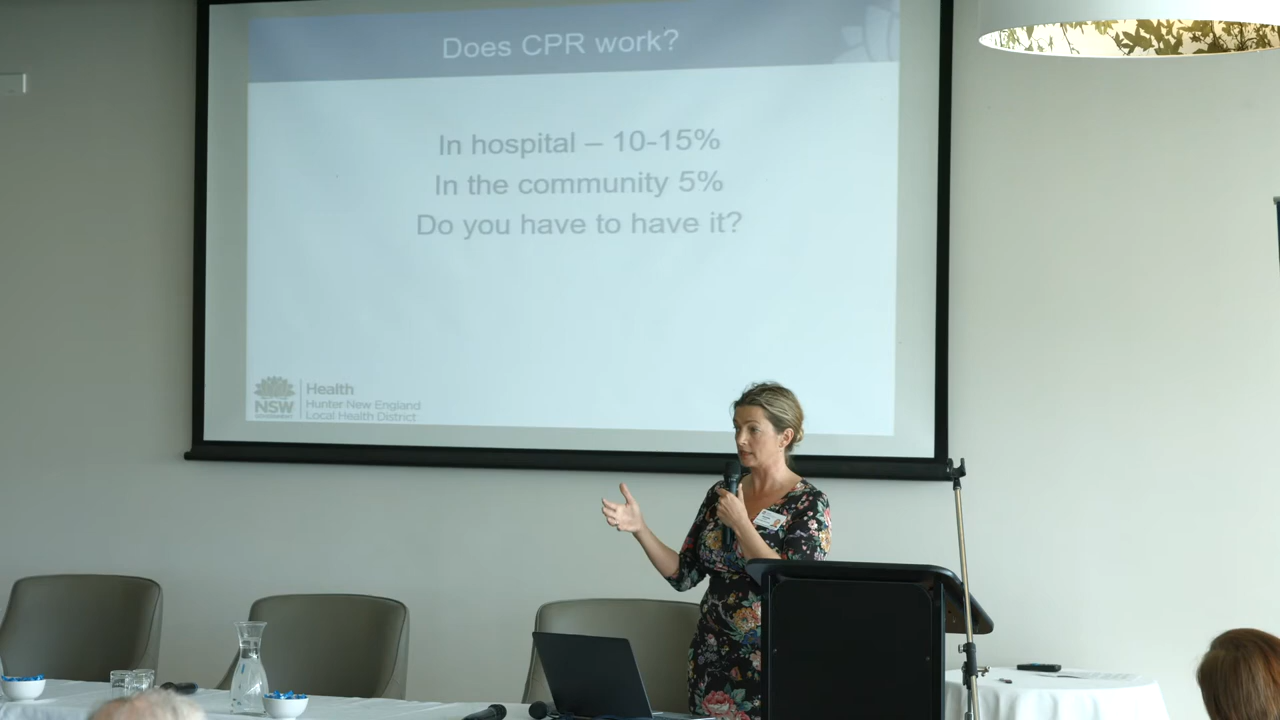 Does CPR work?
In hospital – 10-15%
In the community 5%
Do you have to have it?
NSW
Health
Hunter New England
Local Health District